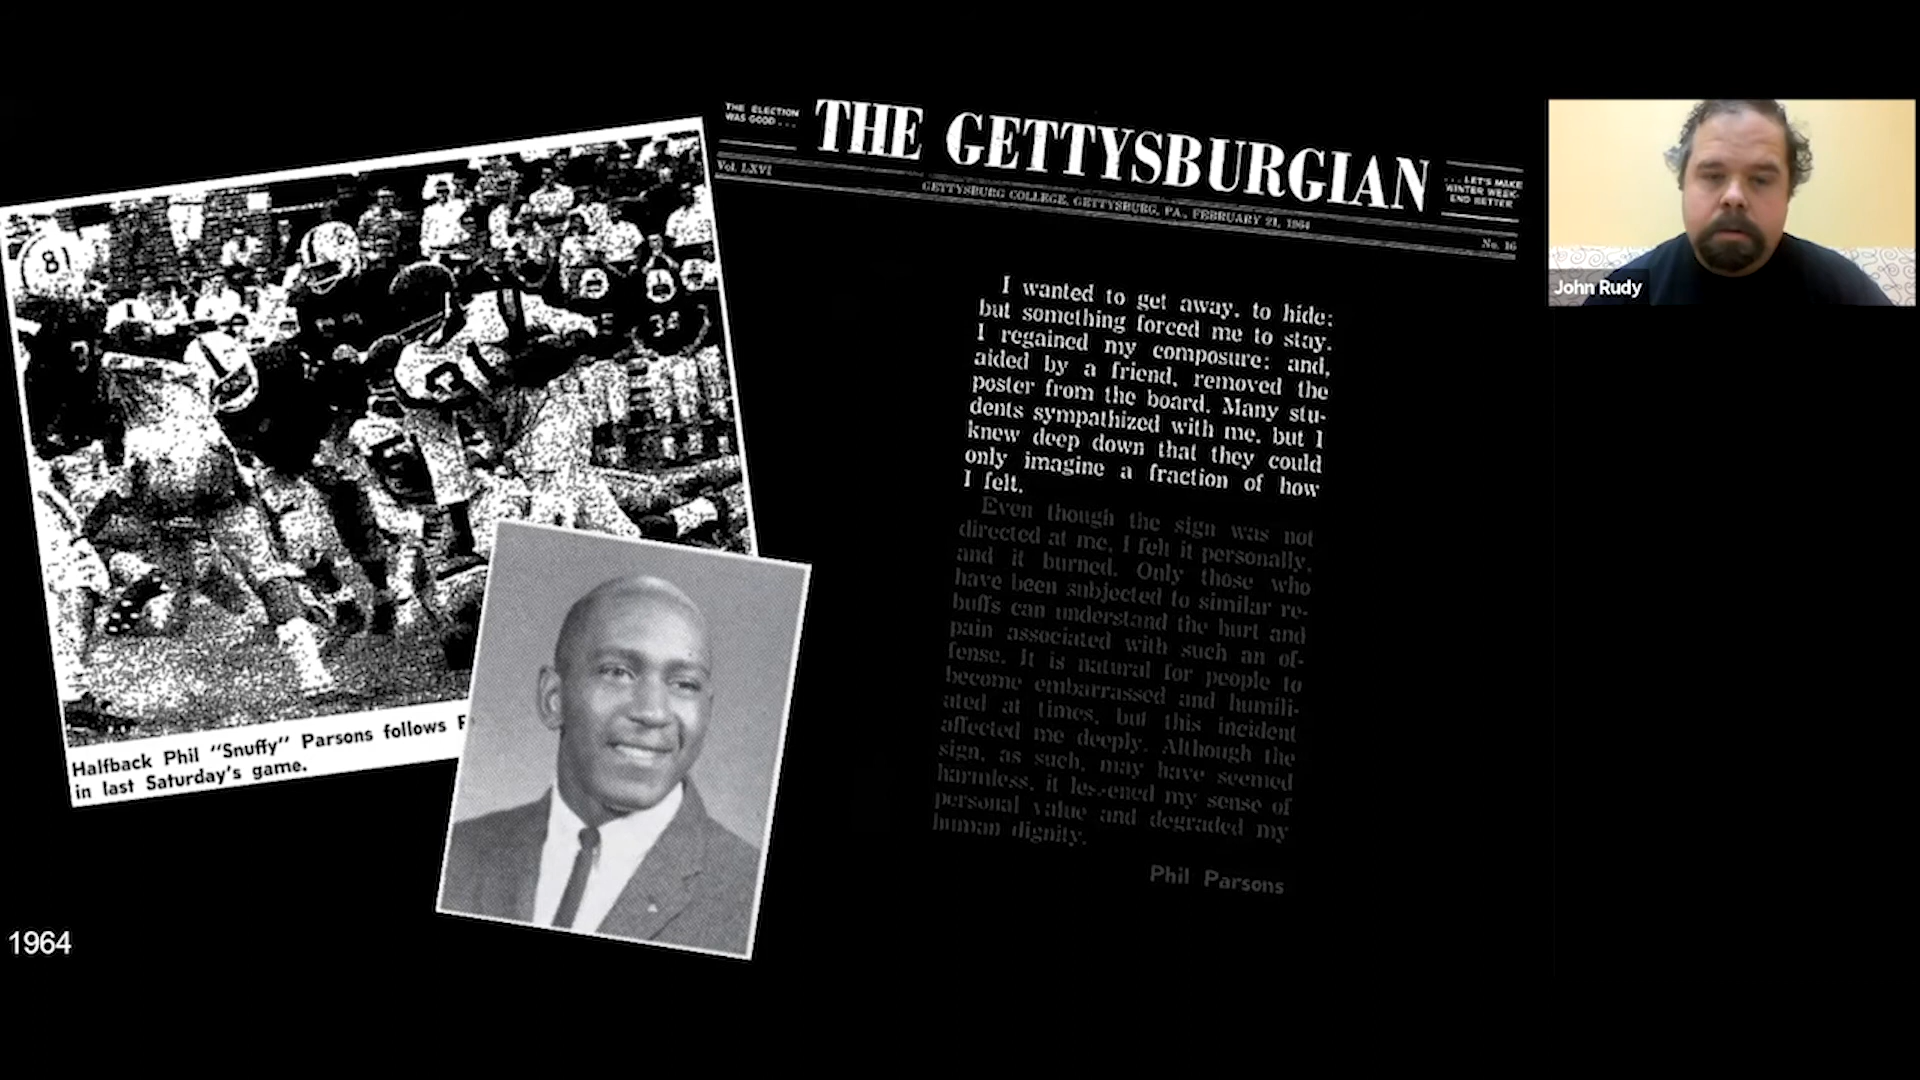 THE ELECTION
WAS GOOD . . .
THE GETTYSBURGIAN
. . . LET'S MAKE
WINTER WEEK-
END BETTER
Vol. LXVI
GETTYSBURG COLLEGE, GETTYSBURG, PA., FEBRUARY 21, 1964
No. 16
I wanted to get away, to hide;
but something forced me to stay.
I regained my composure; and,
aided by a friend, removed the
poster from the board. Many stu-
dents sympathized with me, but I
knew deep down that they could
only imagine a fraction of how
I felt.
Even though the sign was not
directed at me, I felt it personally,
and it burned. Only those who
have been subjected to similar re-
buffs can understand the hurt and
pain associated with such an of-
fense. It is natural for people to
become embarrassed and humili-
ated at times, but this incident
affected me deeply. Although the
sign, as such, may have seemed
harmless, it lessened my sense of
personal value and degraded my
human dignity.
Phil Parsons
81
3
31
34
Halfback Phil "Snuffy" Parsons follows
in last Saturday's game.
1964
John Rudy